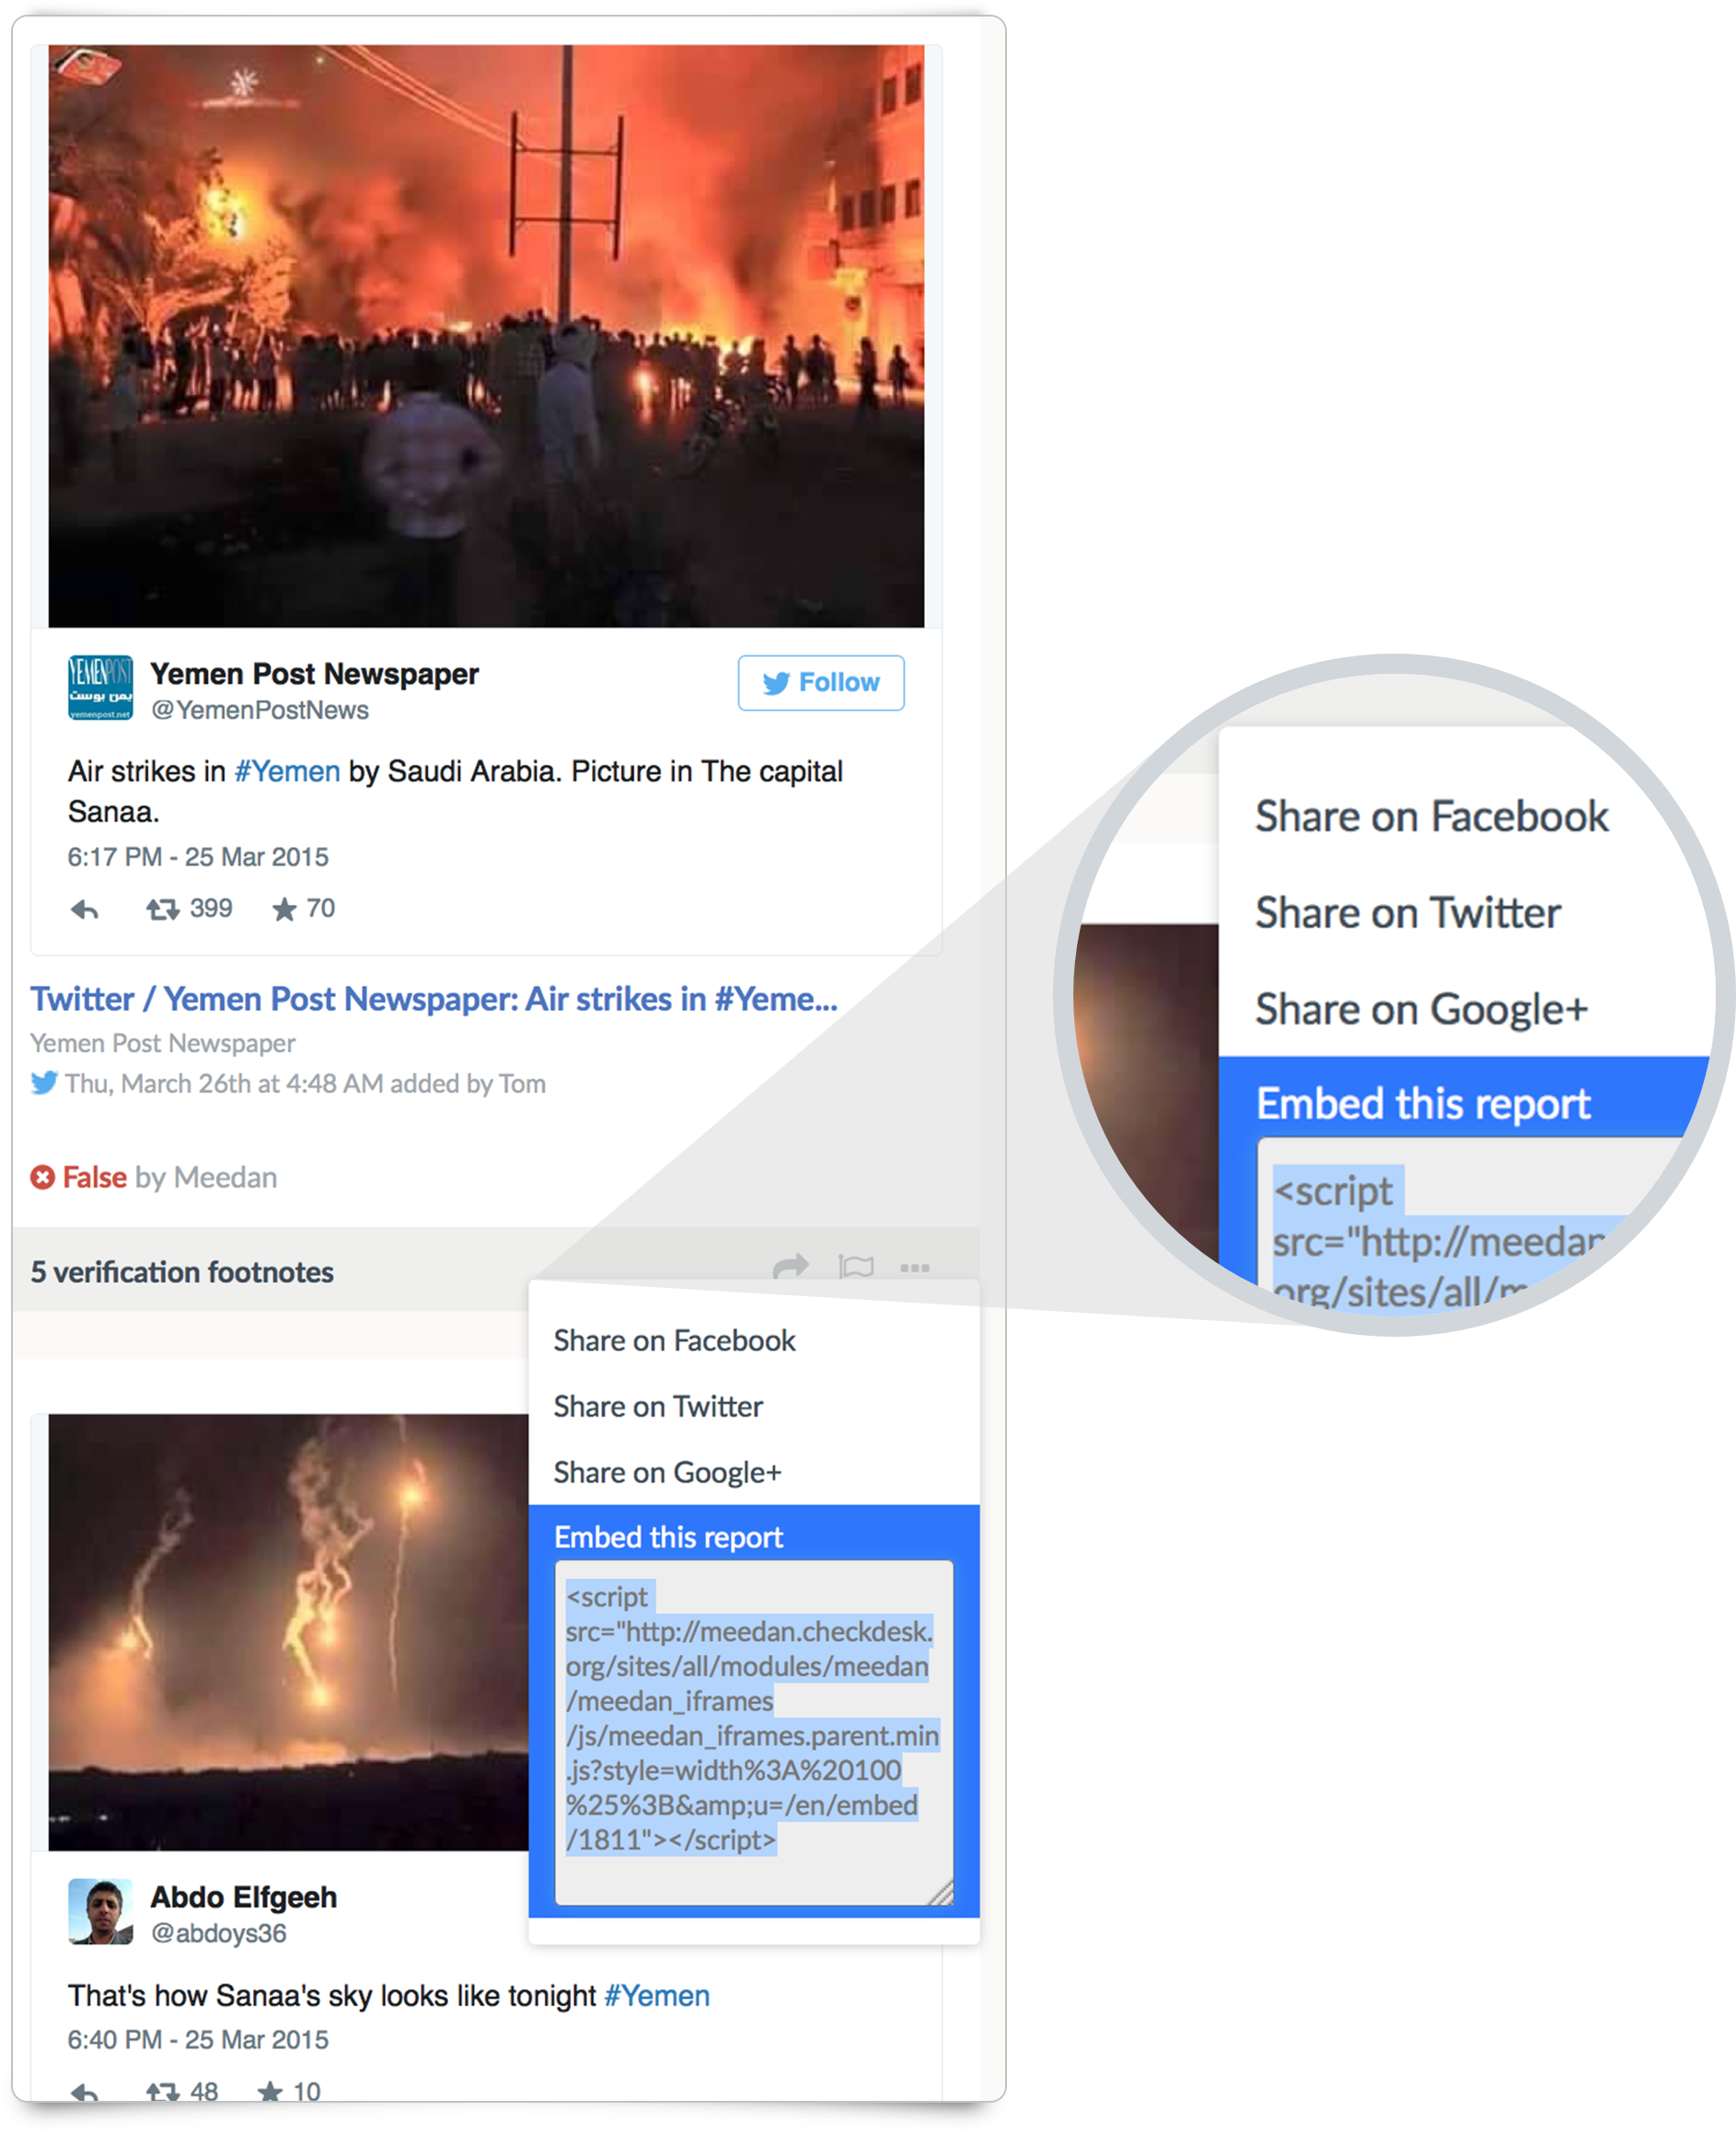 YEMENPOST
يمن بوست
yemenpost.net
Yemen Post Newspaper
@YemenPostNews
Follow
Air strikes in #Yemen by Saudi Arabia. Picture in The capital
Sanaa.
6:17 PM - 25 Mar 2015
399 70
Twitter / Yemen Post Newspaper: Air strikes in #Yeme...
Yemen Post Newspaper
Thu, March 26th at 4:48 AM added by Tom
False by Meedan
5 verification footnotes
Share on Facebook
Share on Twitter
Share on Google+
Embed this report
<script
src="http://meedan.checkdesk.
org/sites/all/modules/meedan
/meedan_iframes
/js/meedan_iframes.parent.min
.js?style=width%3A%20100
%25%3B&amp;u=/en/embed
/1811"></script>
Abdo Elfgeeh
@abdoys36
That's how Sanaa's sky looks like tonight #Yemen
6:40 PM - 25 Mar 2015
48 10
Share on Facebook
Share on Twitter
Share on Google+
Embed this report
<script
src="http://meedan
org/sites/all/m